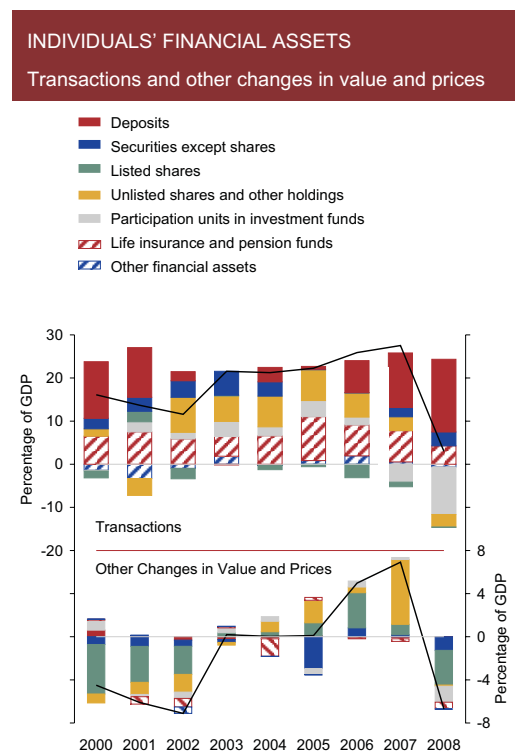 INDIVIDUALS' FINANCIAL ASSETS
Transactions and other changes in value and prices
Deposits
Securities except shares
Listed shares
Unlisted shares and other holdings
Participation units in investment funds
Life insurance and pension funds
Other financial assets
30
20
10
0
-10
-20
Percentage of GDP
Transactions
Other Changes in Value and Prices
8
4
0
-4
-8
Percentage of GDP
2000 2001 2002 2003 2004 2005 2006 2007 2008